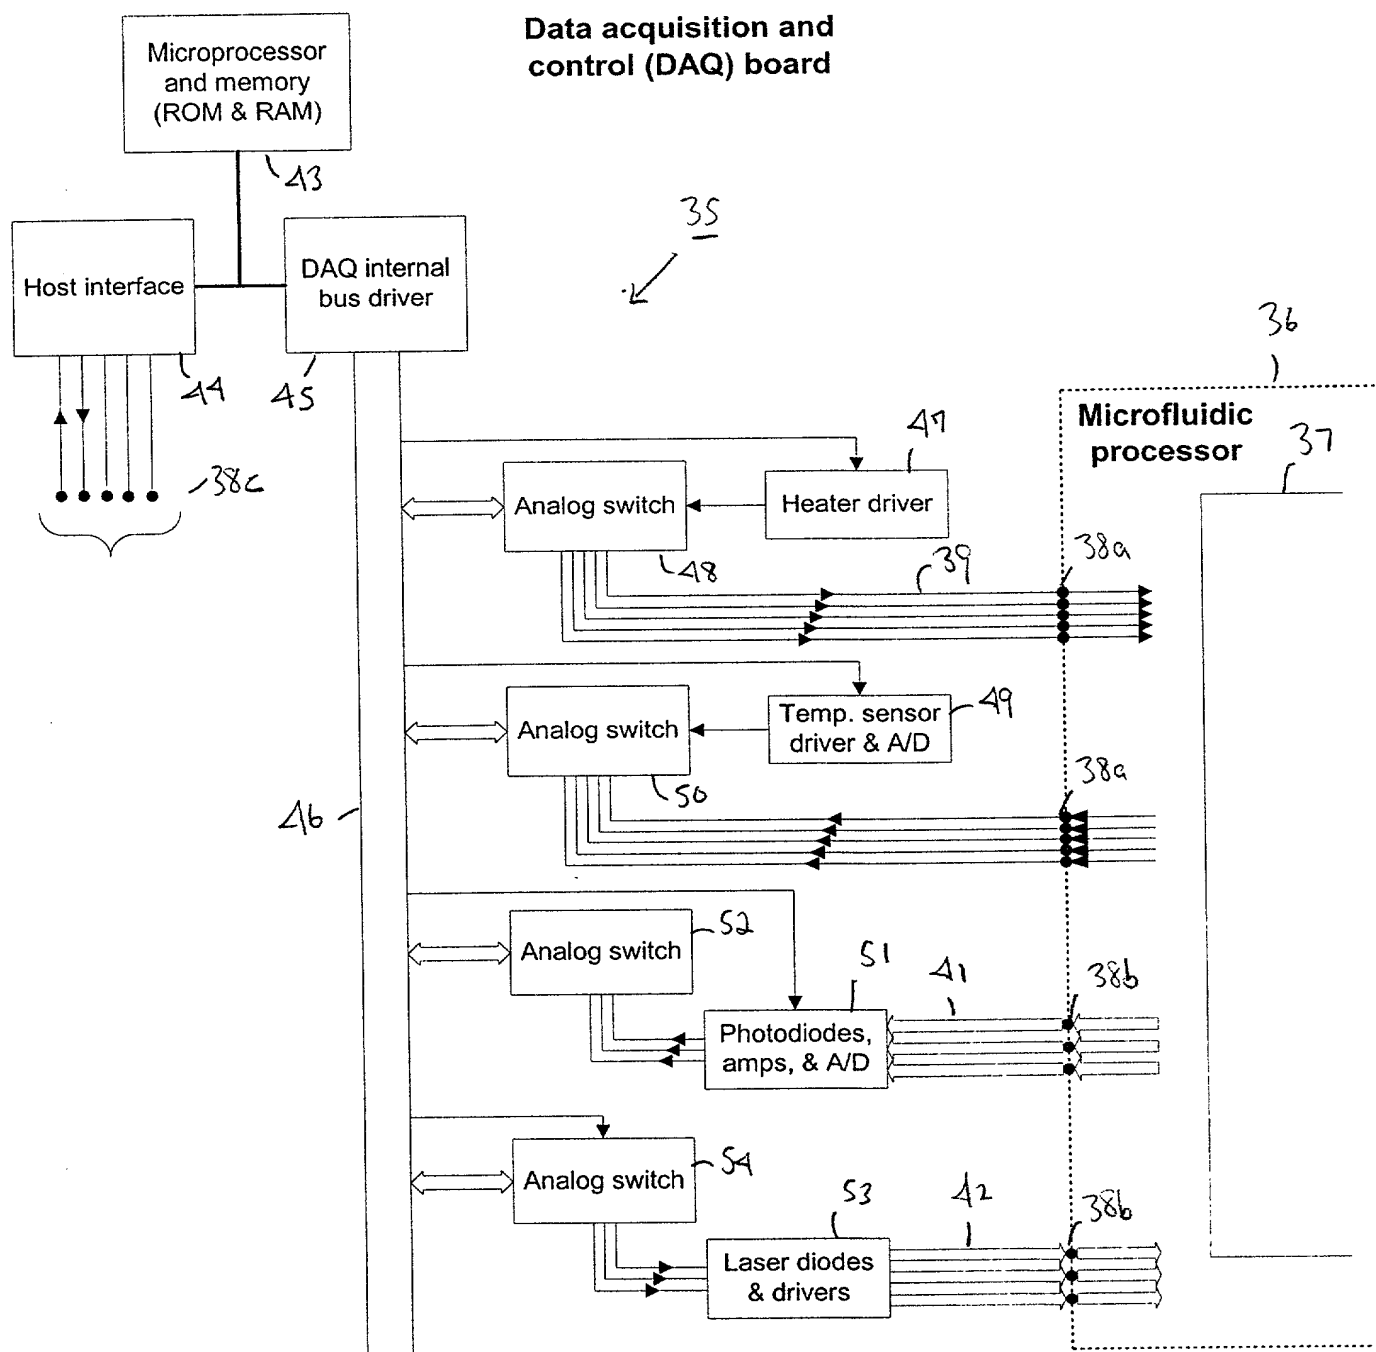 Data acquisition and
control (DAQ) board
Microprocessor
and memory
(ROM & RAM)
43
35
Host interface
DAQ internal
bus driver
44
45
36
38c
Microfluidic
processor
37
47
Analog switch
Heater driver
48
39
38a
Analog switch
Temp. sensor
driver & A/D
49
50
38a
46
Analog switch
52
51
41
38b
Photodiodes,
amps, & A/D
Analog switch
54
53
42
38b
Laser diodes
& drivers